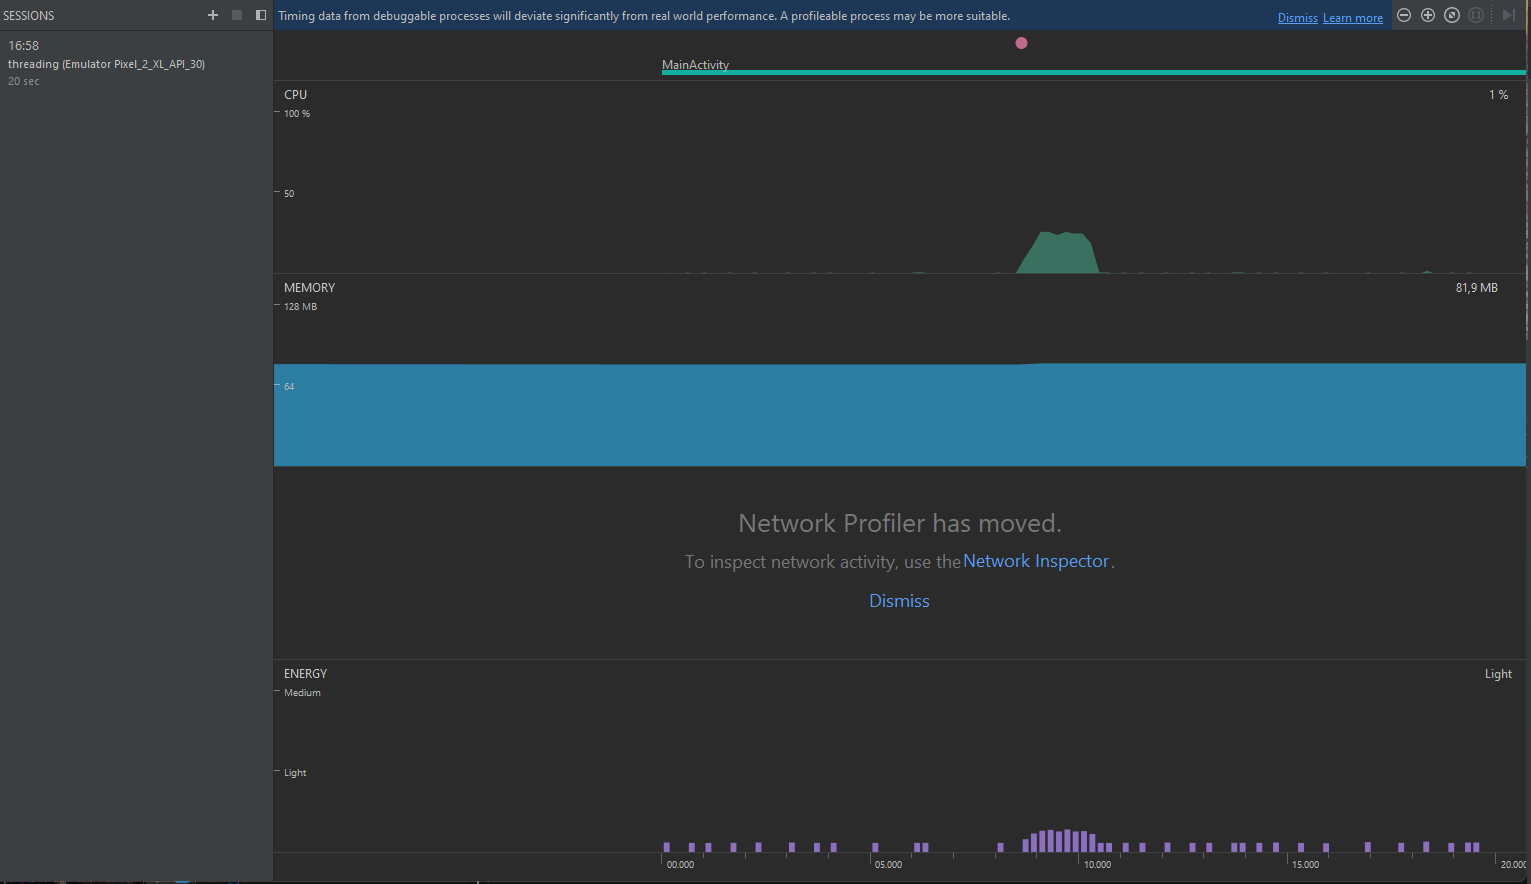 SESSIONS
Timing data from debuggable processes will deviate significantly from real world performance. A profileable process may be more suitable.
Dismiss Learn more
16:58
threading (Emulator Pixel_2_XL_API_30)
20 sec
MainActivity
CPU
1 %
100 %
50
MEMORY
81,9 MB
128 MB
64
Network Profiler has moved.
To inspect network activity, use the Network Inspector.
Dismiss
ENERGY
Light
Medium
Light
00.000 05.000 10.000 15.000 20.000